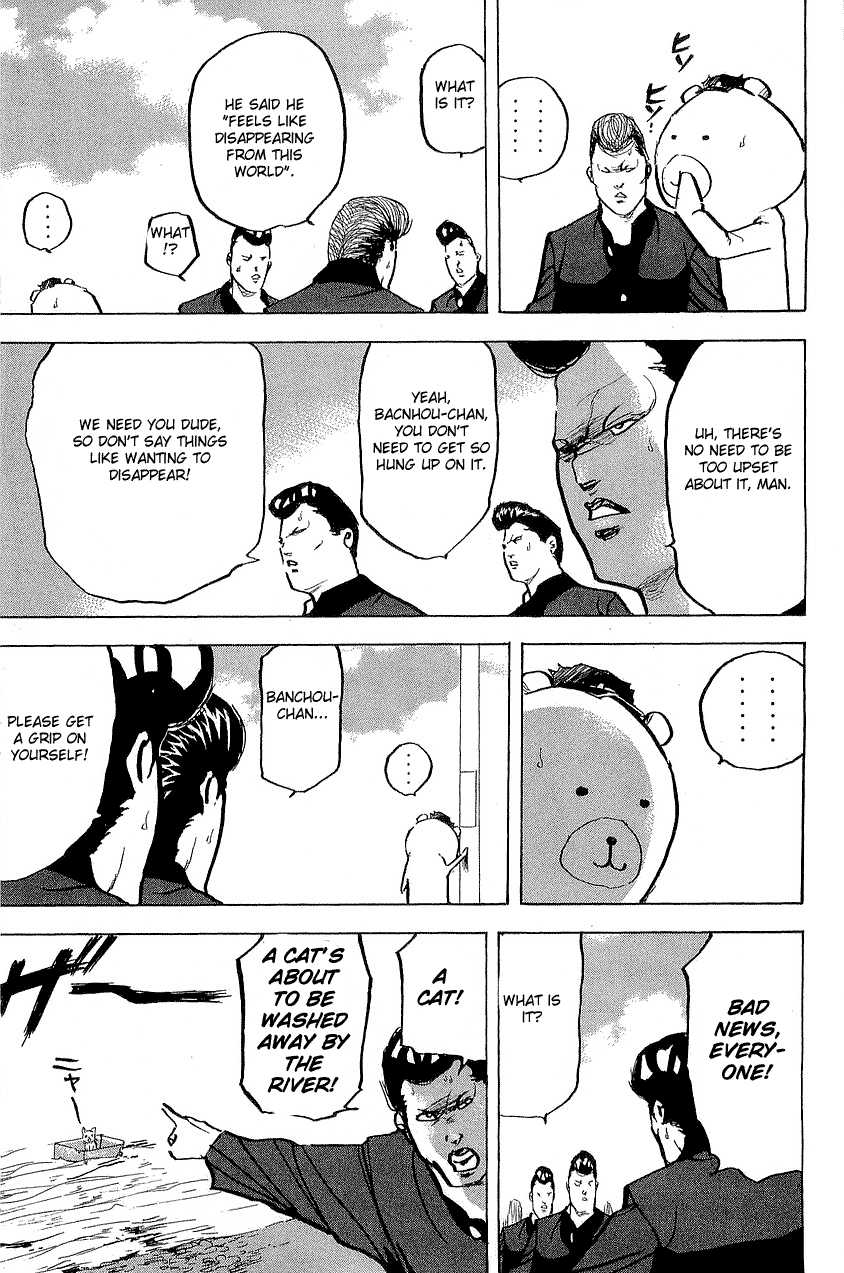 ヒソ
ヒソ
WHAT
IS IT?
HE SAID HE
"FEELS LIKE
DISAPPEARING
FROM THIS
WORLD".
WHAT
!?
UH, THERE'S
NO NEED TO BE
TOO UPSET
ABOUT IT, MAN.
YEAH,
BACNHOU-CHAN,
YOU DON'T
NEED TO GET SO
HUNG UP ON IT.
WE NEED YOU DUDE,
SO DON'T SAY THINGS
LIKE WANTING TO
DISAPPEAR!
BANCHOU-
CHAN...
PLEASE GET
A GRIP ON
YOURSELF!
BAD
NEWS,
EVERY-
ONE!
WHAT IS
IT?
A
CAT!
A CAT'S
ABOUT
TO BE
WASHED
AWAY BY
THE
RIVER!
ニャー